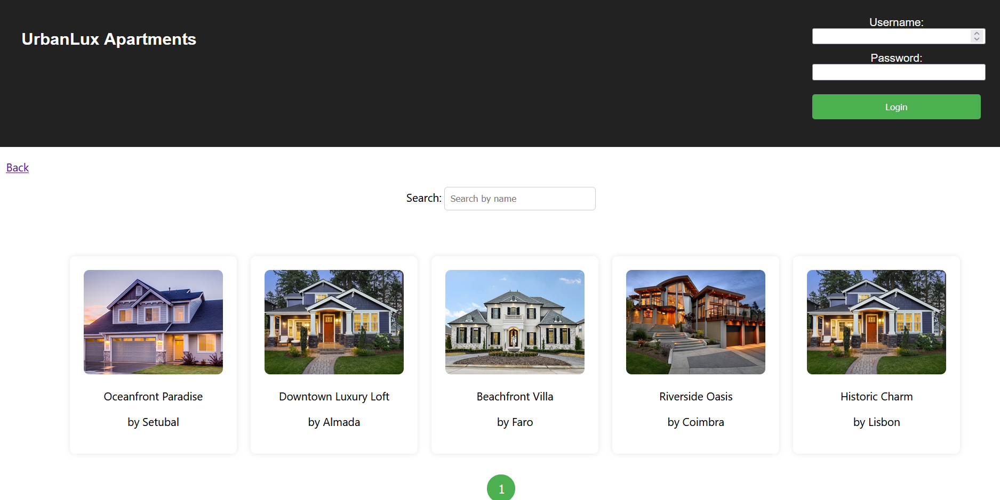 UrbanLux Apartments
Username:
Password:
Login
Back
Search: Search by name
Oceanfront Paradise
by Setubal
Downtown Luxury Loft
by Almada
Beachfront Villa
by Faro
Riverside Oasis
by Coimbra
Historic Charm
by Lisbon
1